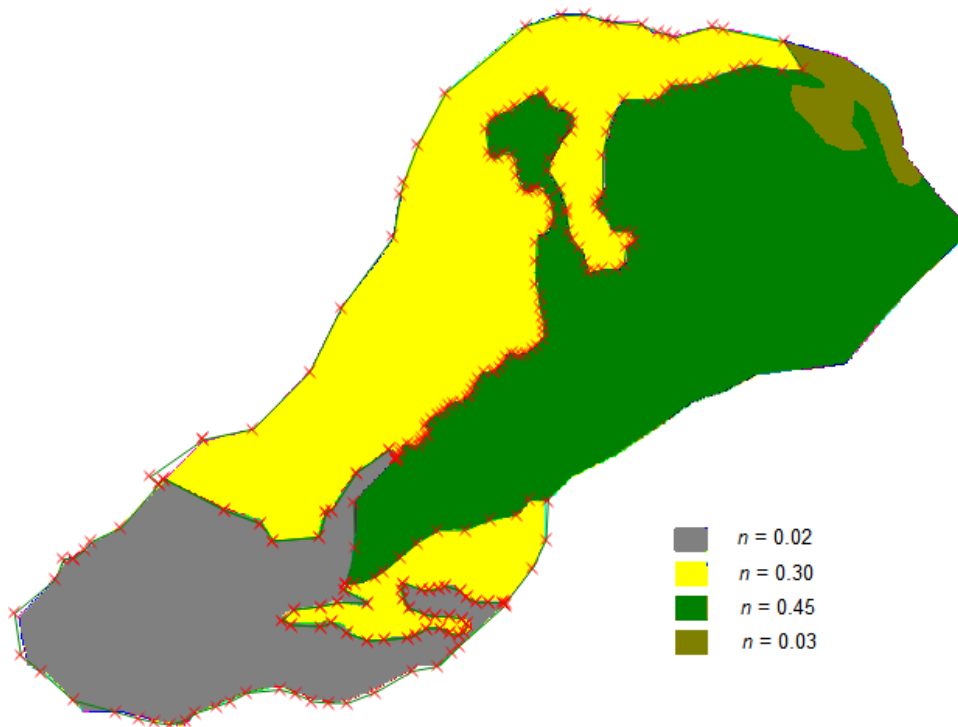 n = 0.02
n = 0.30
n = 0.45
n = 0.03